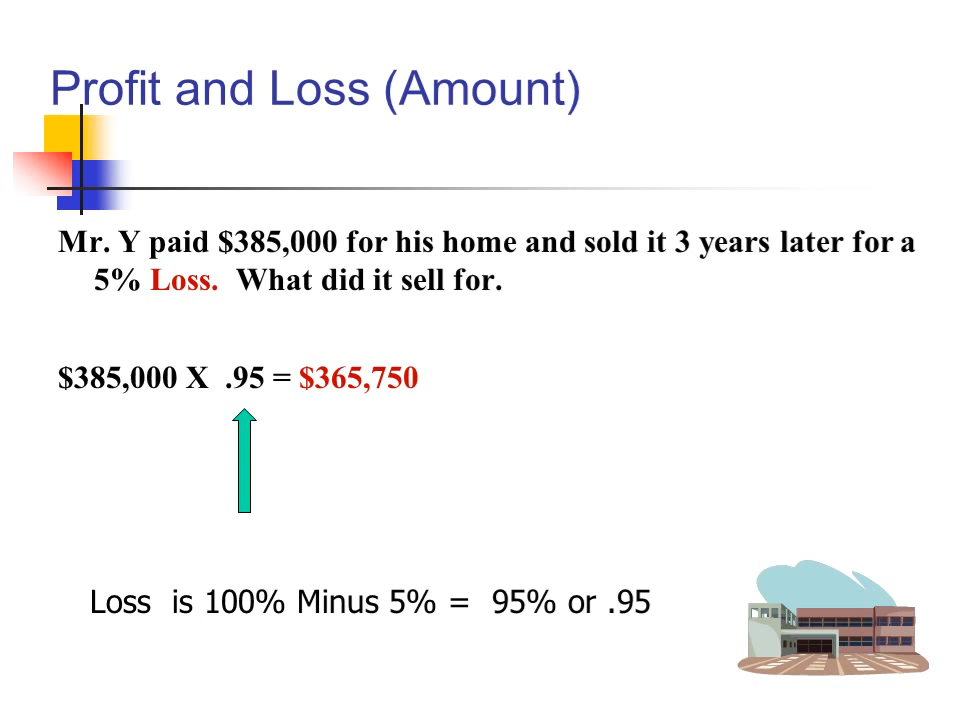 Profit and Loss (Amount)
Mr. Y paid $385,000 for his home and sold it 3 years later for a
5% Loss.  What did it sell for.
$385,000 X  .95 = $365,750
Loss  is 100% Minus 5% =  95% or .95